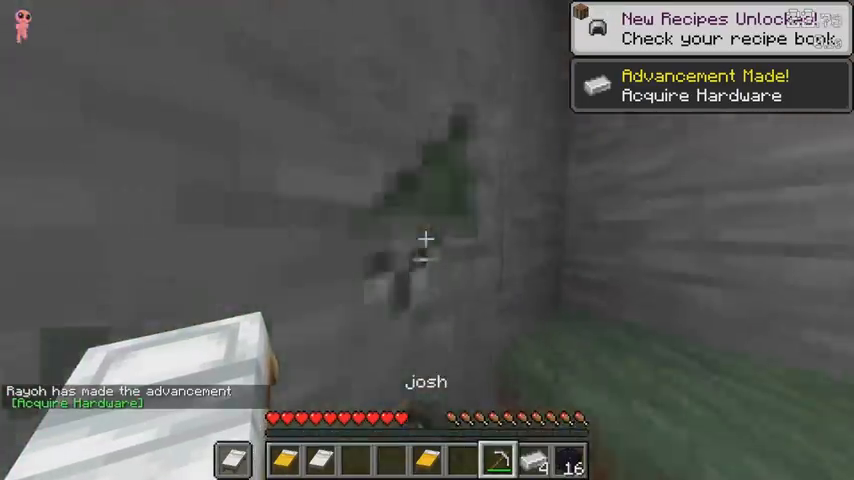 New Recipes Unlocked!
Check your recipe book
Advancement Made!
Acquire Hardware
josh
Rayoh has made the advancement
[Acquire Hardware]
4
16